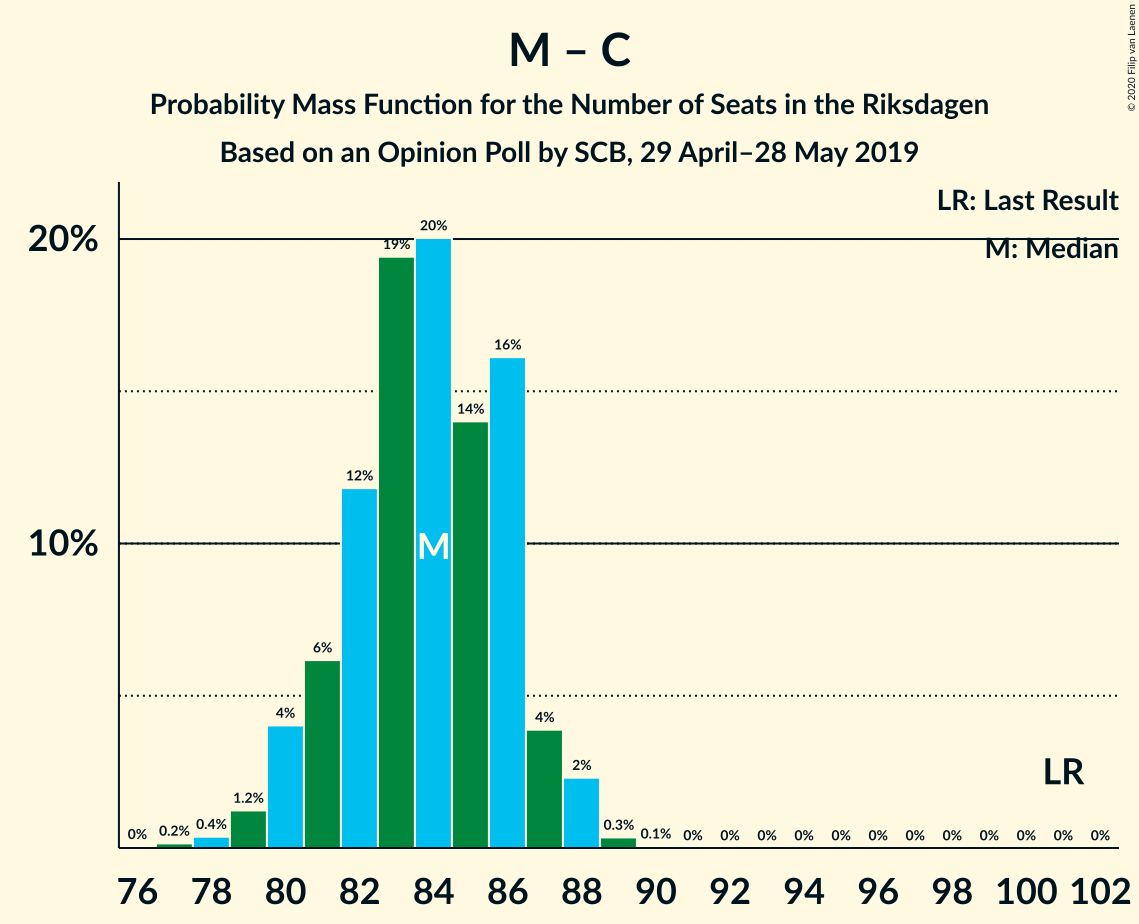 M – C
Probability Mass Function for the Number of Seats in the Riksdagen
Based on an Opinion Poll by SCB, 29 April–28 May 2019
© 2020 Filip van Laenen
LR: Last Result
M: Median
20%
10%
0% 0.2% 0.4% 1.2% 4% 6% 12% 19% 20% 14% 16% 4% 2% 0.3% 0.1% 0% 0% 0% 0% 0% 0% 0% 0% 0% 0% 0% 0%
M
LR
76 78 80 82 84 86 88 90 92 94 96 98 100 102